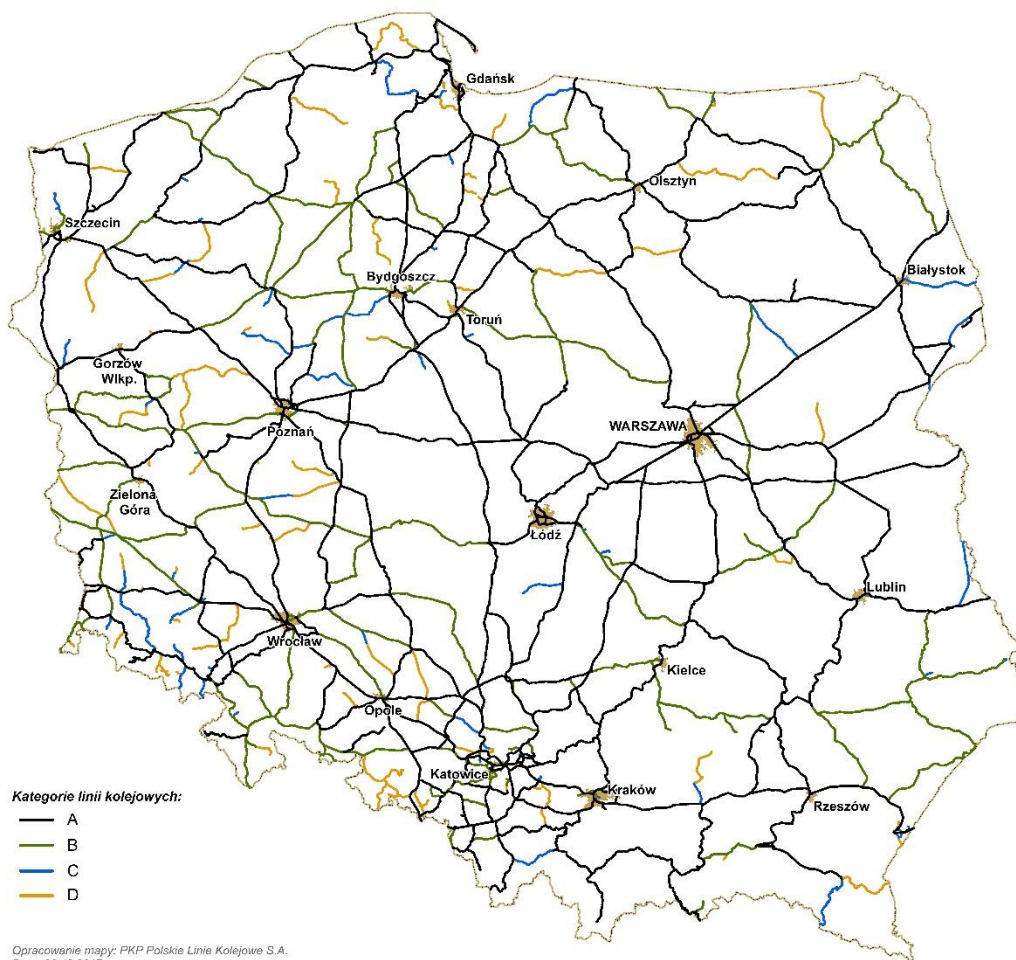 Gdańsk
Olsztyn
Szczecin
Białystok
Bydgoszcz
Toruń
Gorzów
Wlkp.
Poznań
WARSZAWA
Zielona
Góra
Łódź
Lublin
Wrocław
Kielce
Opole
Katowice
Kraków
Rzeszów
Kategorie linii kolejowych:
A
B
C
D
Opracowanie mapy: PKP Polskie Linie Kolejowe S.A.